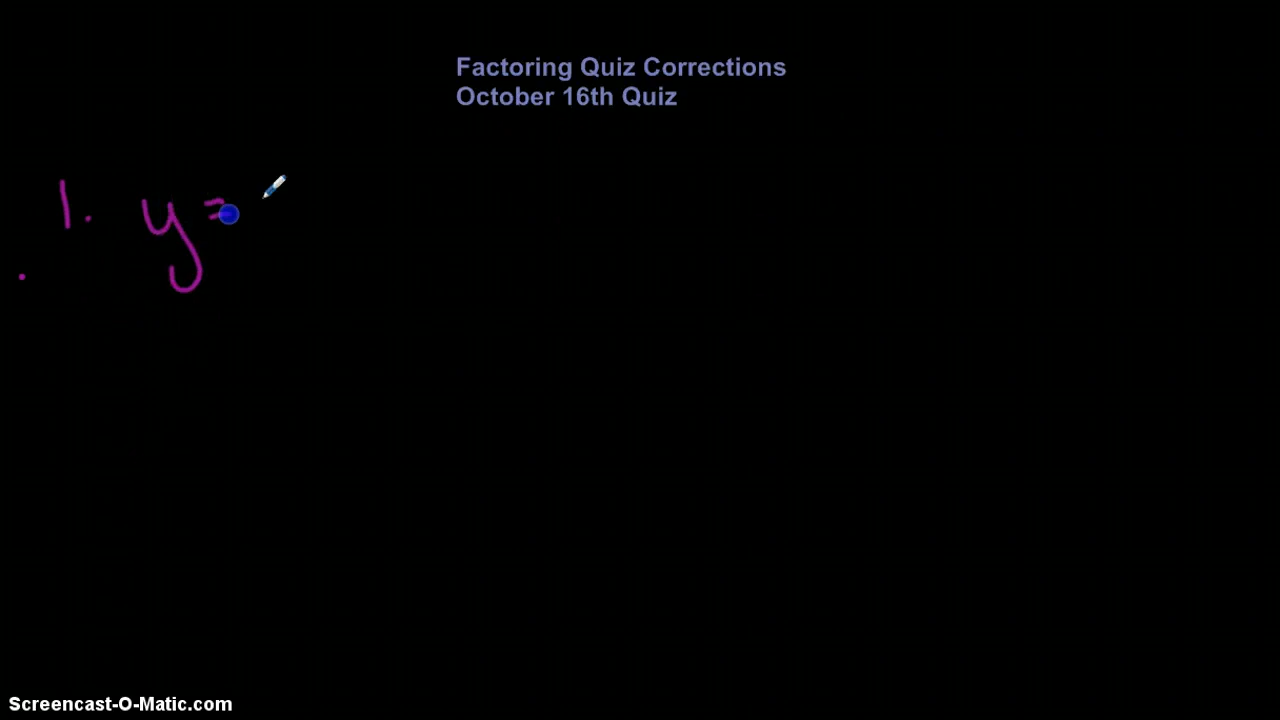 Factoring Quiz Corrections
October 16th Quiz
1. y=
Screencast-O-Matic.com